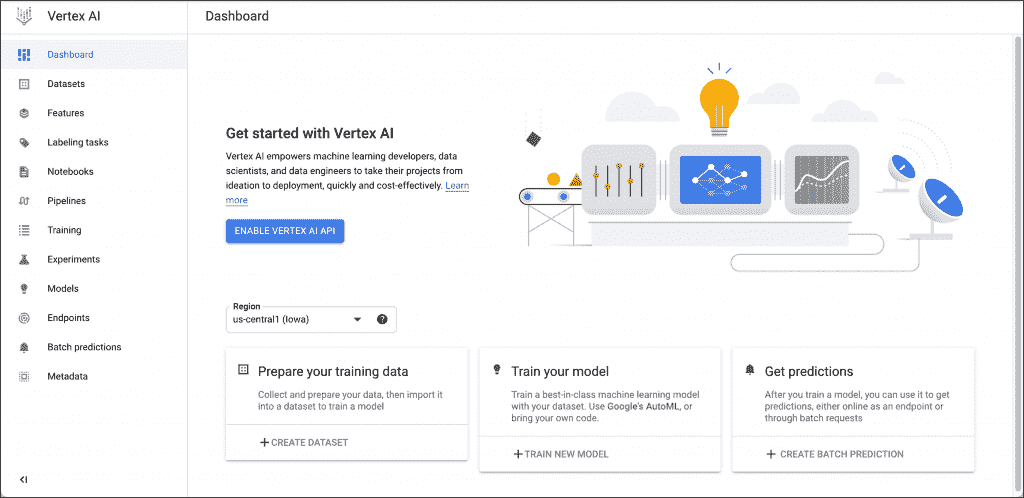 Vertex AI
Dashboard
Dashboard
Datasets
Features
Labeling tasks
Notebooks
Pipelines
Training
Experiments
Models
Endpoints
Batch predictions
Metadata
Get started with Vertex AI
Vertex AI empowers machine learning developers, data
scientists, and data engineers to take their projects from
ideation to deployment, quickly and cost-effectively. Learn
more
ENABLE VERTEX AI API
Region
us-central1 (Iowa)
Prepare your training data
Collect and prepare your data, then import it
into a dataset to train a model
+ CREATE DATASET
Train your model
Train a best-in-class machine learning model
with your dataset. Use Google's AutoML, or
bring your own code.
+ TRAIN NEW MODEL
Get predictions
After you train a model, you can use it to get
predictions, either online as an endpoint or
through batch requests
+ CREATE BATCH PREDICTION